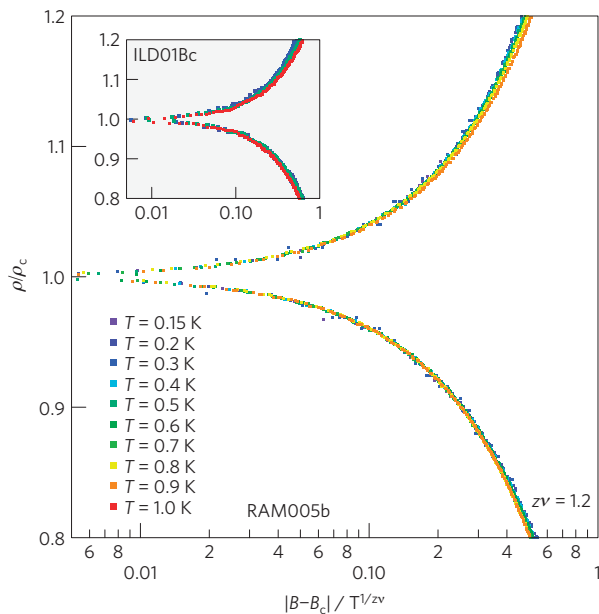 1.2
1.1
1.0
0.9
0.8
ρ/ρc
ILD01Bc
1.2
1.1
1.0
0.9
0.8
0.01 0.10 1
T = 0.15 K
T = 0.2 K
T = 0.3 K
T = 0.4 K
T = 0.5 K
T = 0.6 K
T = 0.7 K
T = 0.8 K
T = 0.9 K
T = 1.0 K
RAM005b
zν = 1.2
6 8 2 4 6 8 2 4 6 8
0.01 0.10 1
|B–Bc| / T1/zν